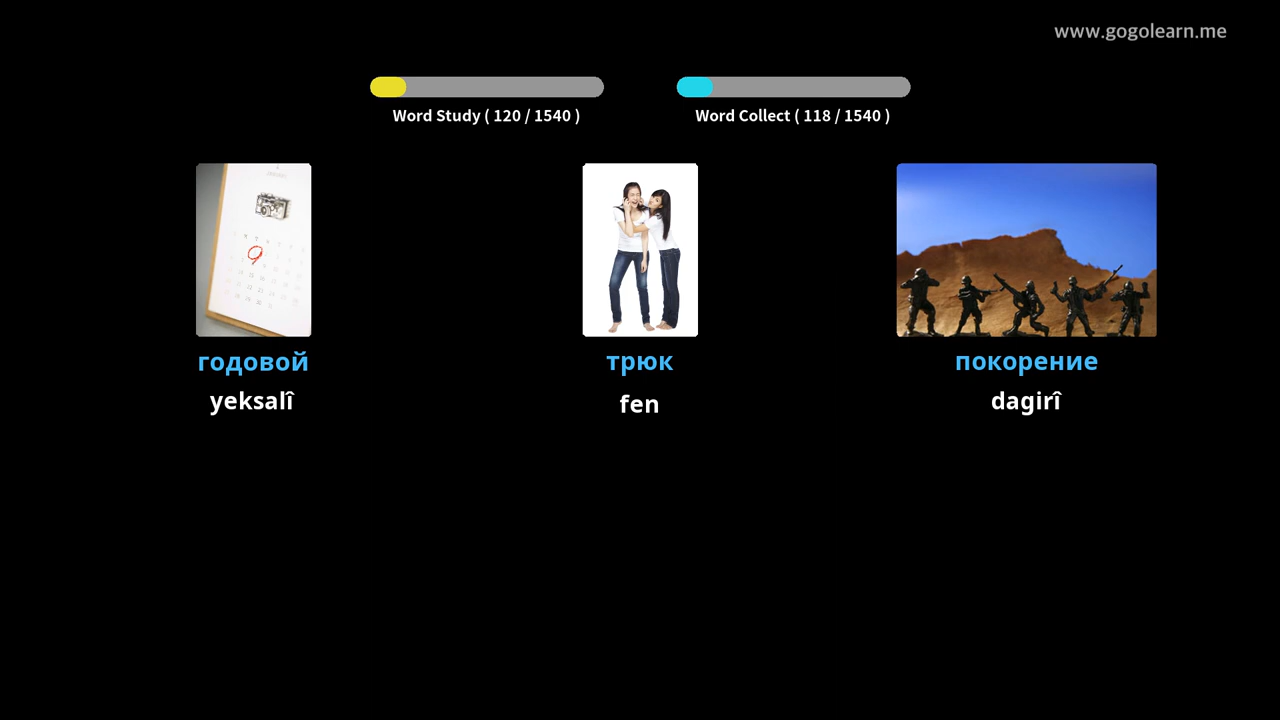 www.gogolearn.me
Word Study ( 120 / 1540 )
Word Collect ( 118 / 1540 )
годовой
трюк
покорение
yeksalî
fen
dagirî